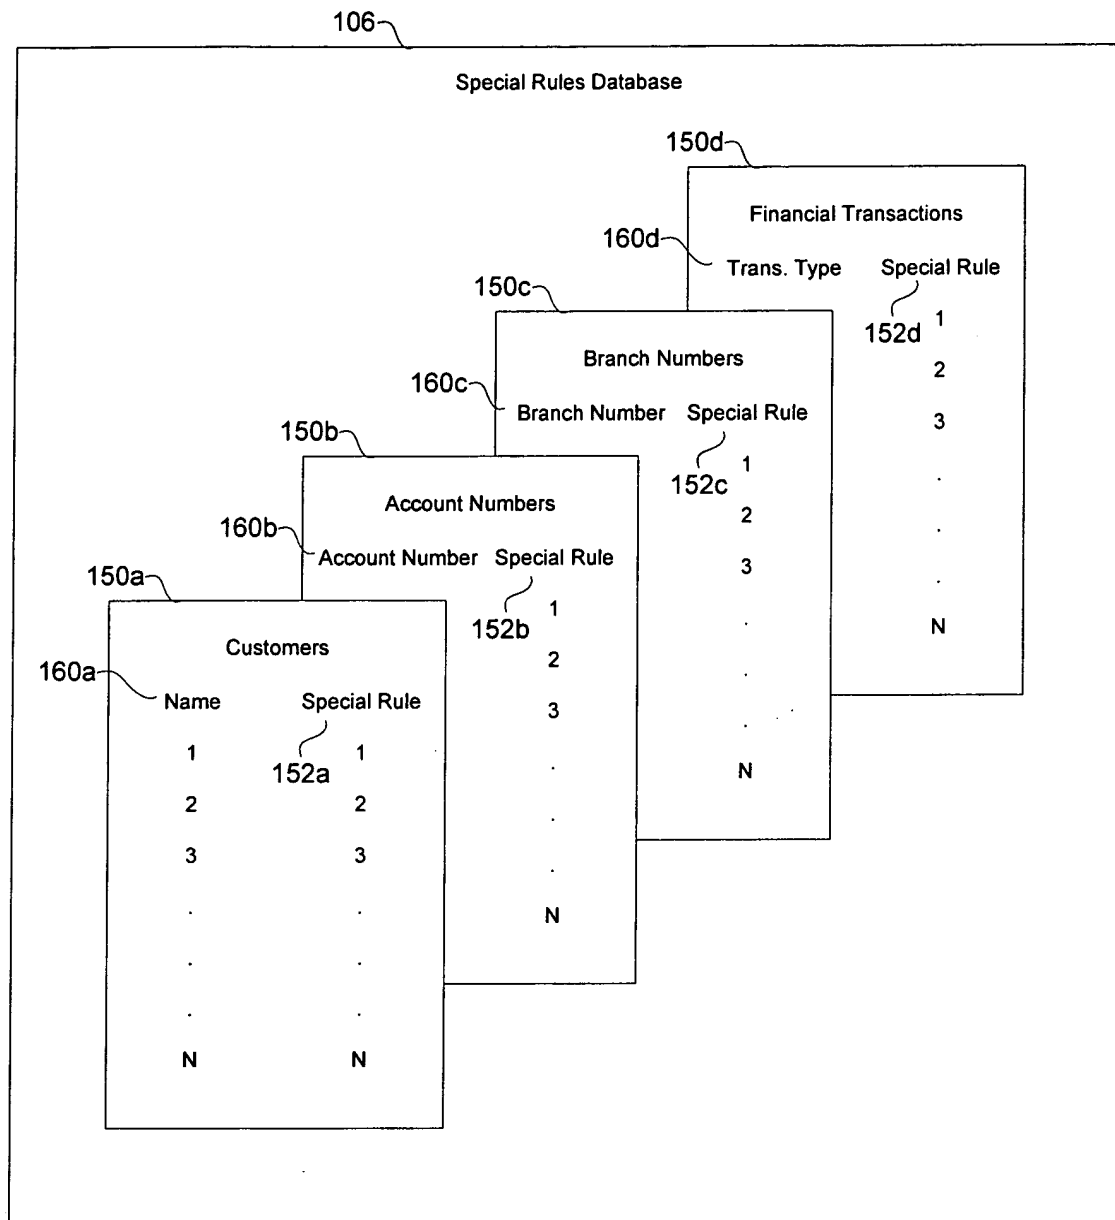 106
Special Rules Database
150d
Financial Transactions
160d
Trans. Type Special Rule
152d
1
2
3
.
.
.
N
150c
Branch Numbers
160c
Branch Number Special Rule
152c
1
2
3
.
.
.
N
150b
Account Numbers
160b
Account Number Special Rule
152b
1
2
3
.
.
.
N
150a
Customers
160a
Name Special Rule
152a
1 1
2 2
3 3
. .
. .
. .
N N